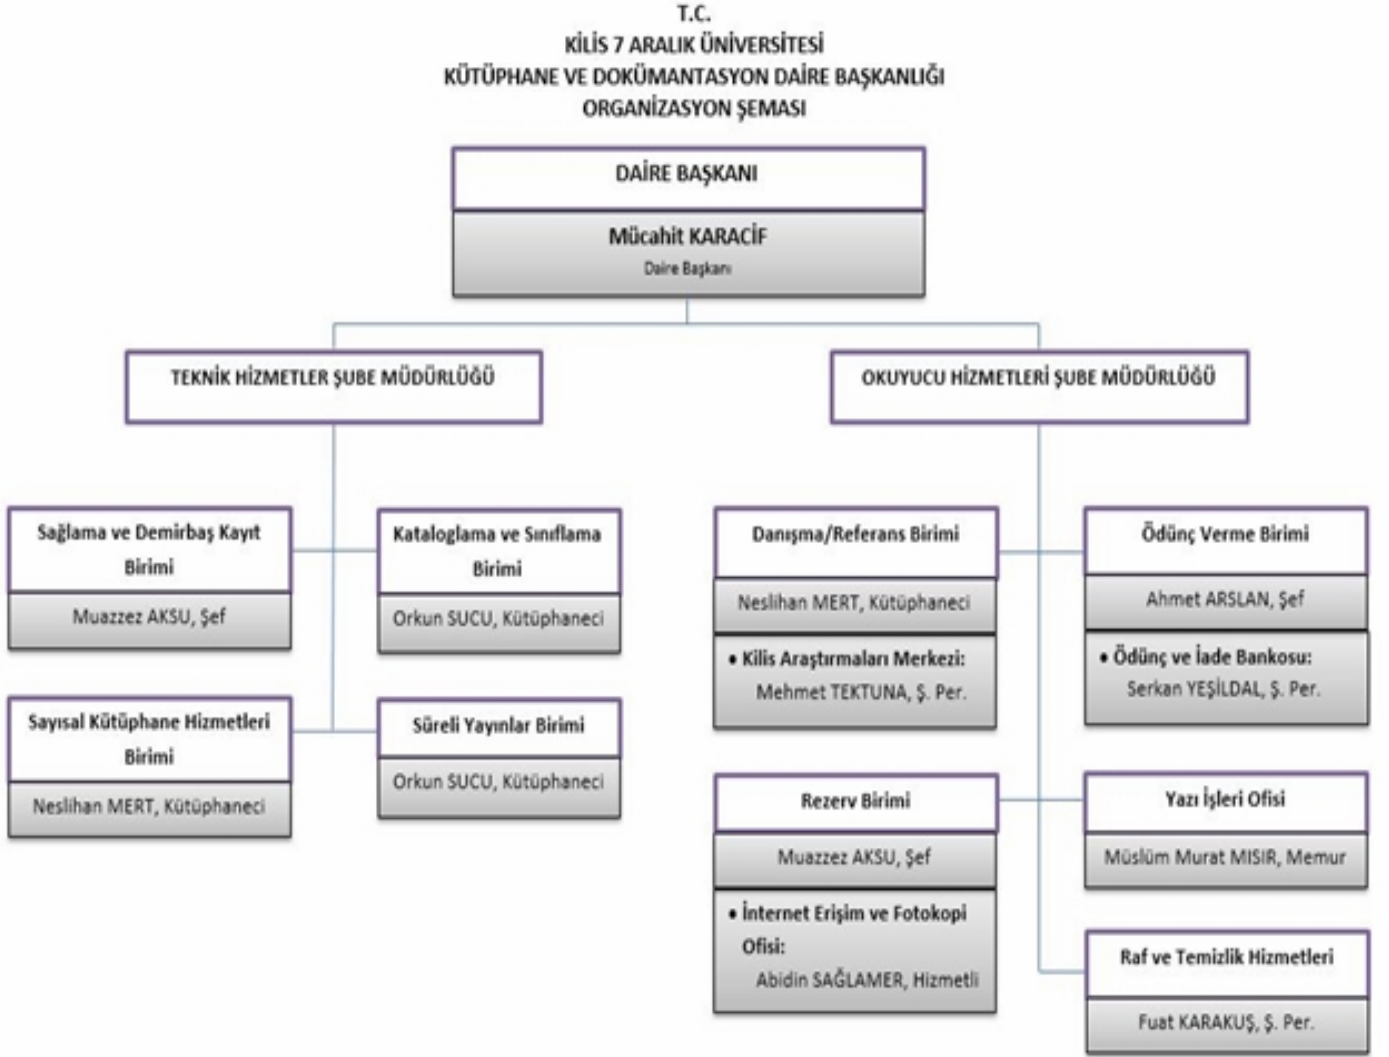 T.C.
KİLİS 7 ARALIK ÜNİVERSİTESİ
KÜTÜPHANE VE DOKÜMANTASYON DAİRE BAŞKANLIĞI
ORGANİZASYON ŞEMASI
DAİRE BAŞKANI
Mücahit KARACİF
Daire Başkanı
TEKNİK HİZMETLER ŞUBE MÜDÜRLÜĞÜ
Sağlama ve Demirbaş Kayıt
Birimi
Muazzez AKSU, Şef
Kataloglama ve Sınıflama
Birimi
Orkun SUCU, Kütüphaneci
Sayısal Kütüphane Hizmetleri
Birimi
Neslihan MERT, Kütüphaneci
Süreli Yayınlar Birimi
Orkun SUCU, Kütüphaneci
OKUYUCU HİZMETLERİ ŞUBE MÜDÜRLÜĞÜ
Danışma/Referans Birimi
Neslihan MERT, Kütüphaneci
• Kilis Araştırmaları Merkezi:
Mehmet TEKTUNA, Ş. Per.
Ödünç Verme Birimi
Ahmet ARSLAN, Şef
• Ödünç ve İade Bankosu:
Serkan YEŞİLDAL, Ş. Per.
Rezerv Birimi
Muazzez AKSU, Şef
• İnternet Erişim ve Fotokopi
Ofisi:
Abidin SAĞLAMER, Hizmetli
Yazı İşleri Ofisi
Müslüm Murat MISIR, Memur
Raf ve Temizlik Hizmetleri
Fuat KARAKUŞ, Ş. Per.